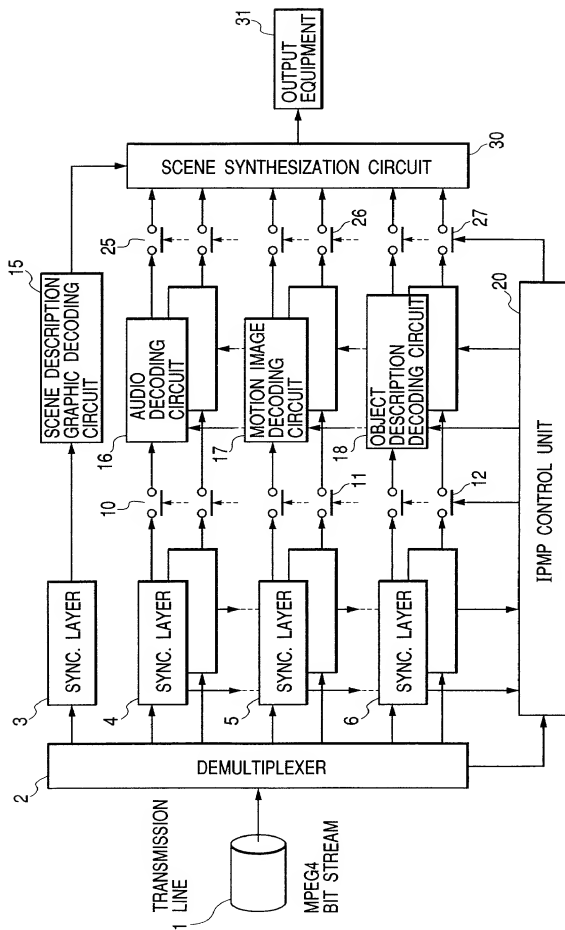 TRANSMISSION
LINE
1
MPEG4
BIT STREAM
2
DEMULTIPLEXER
3
SYNC. LAYER
4
SYNC. LAYER
5
SYNC. LAYER
6
SYNC. LAYER
10
11
12
15
SCENE DESCRIPTION
GRAPHIC DECODING
CIRCUIT
16
AUDIO
DECODING
CIRCUIT
17
MOTION IMAGE
DECODING
CIRCUIT
18
OBJECT
DESCRIPTION
DECODING CIRCUIT
20
IPMP CONTROL UNIT
25
26
27
SCENE SYNTHESIZATION CIRCUIT
30
31
OUTPUT
EQUIPMENT